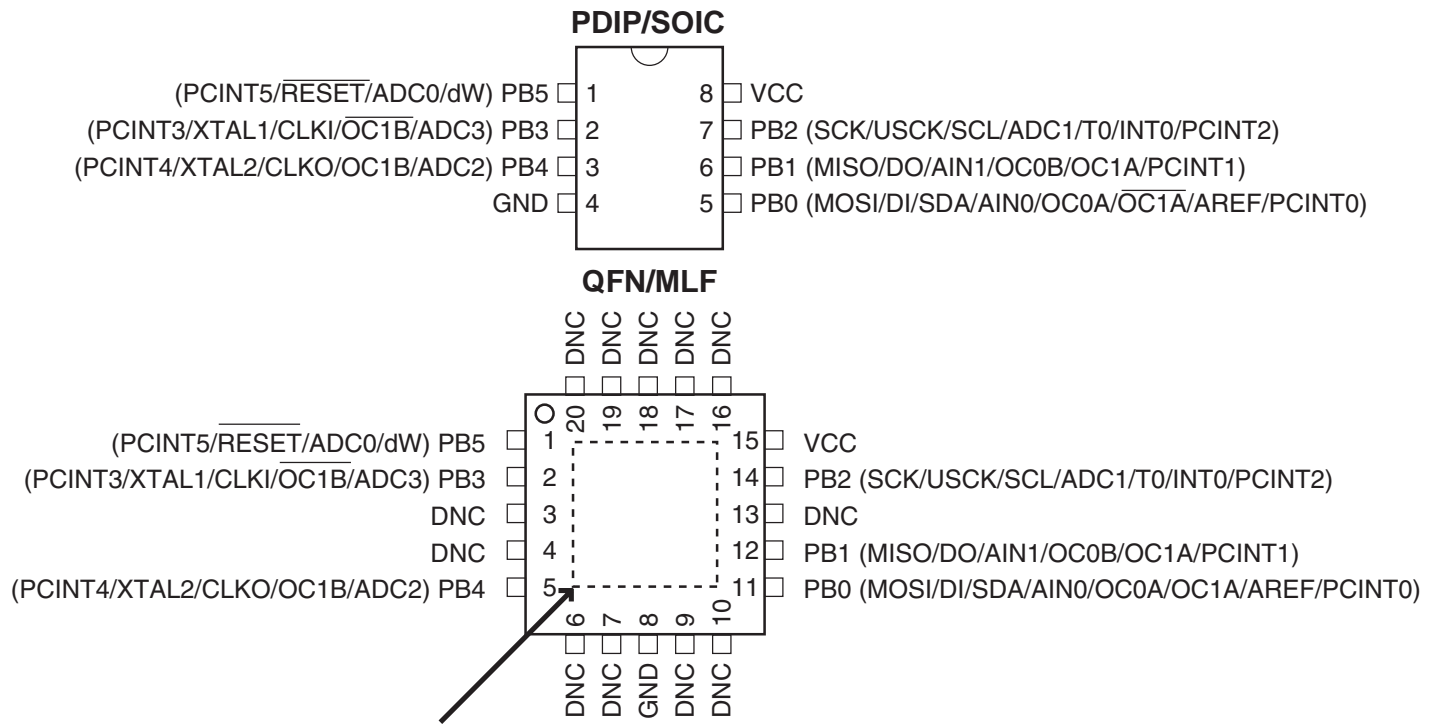 PDIP/SOIC
(PCINT5/RESET/ADC0/dW) PB5 1 8 VCC
(PCINT3/XTAL1/CLKI/OC1B/ADC3) PB3 2 7 PB2 (SCK/USCK/SCL/ADC1/T0/INT0/PCINT2)
(PCINT4/XTAL2/CLKO/OC1B/ADC2) PB4 3 6 PB1 (MISO/DO/AIN1/OC0B/OC1A/PCINT1)
GND 4 5 PB0 (MOSI/DI/SDA/AIN0/OC0A/OC1A/AREF/PCINT0)
QFN/MLF
DNC DNC DNC DNC DNC
20 19 18 17 16
(PCINT5/RESET/ADC0/dW) PB5 1 15 VCC
(PCINT3/XTAL1/CLKI/OC1B/ADC3) PB3 2 14 PB2 (SCK/USCK/SCL/ADC1/T0/INT0/PCINT2)
DNC 3 13 DNC
DNC 4 12 PB1 (MISO/DO/AIN1/OC0B/OC1A/PCINT1)
(PCINT4/XTAL2/CLKO/OC1B/ADC2) PB4 5 11 PB0 (MOSI/DI/SDA/AIN0/OC0A/OC1A/AREF/PCINT0)
6 7 8 9 10
DNC DNC GND DNC DNC